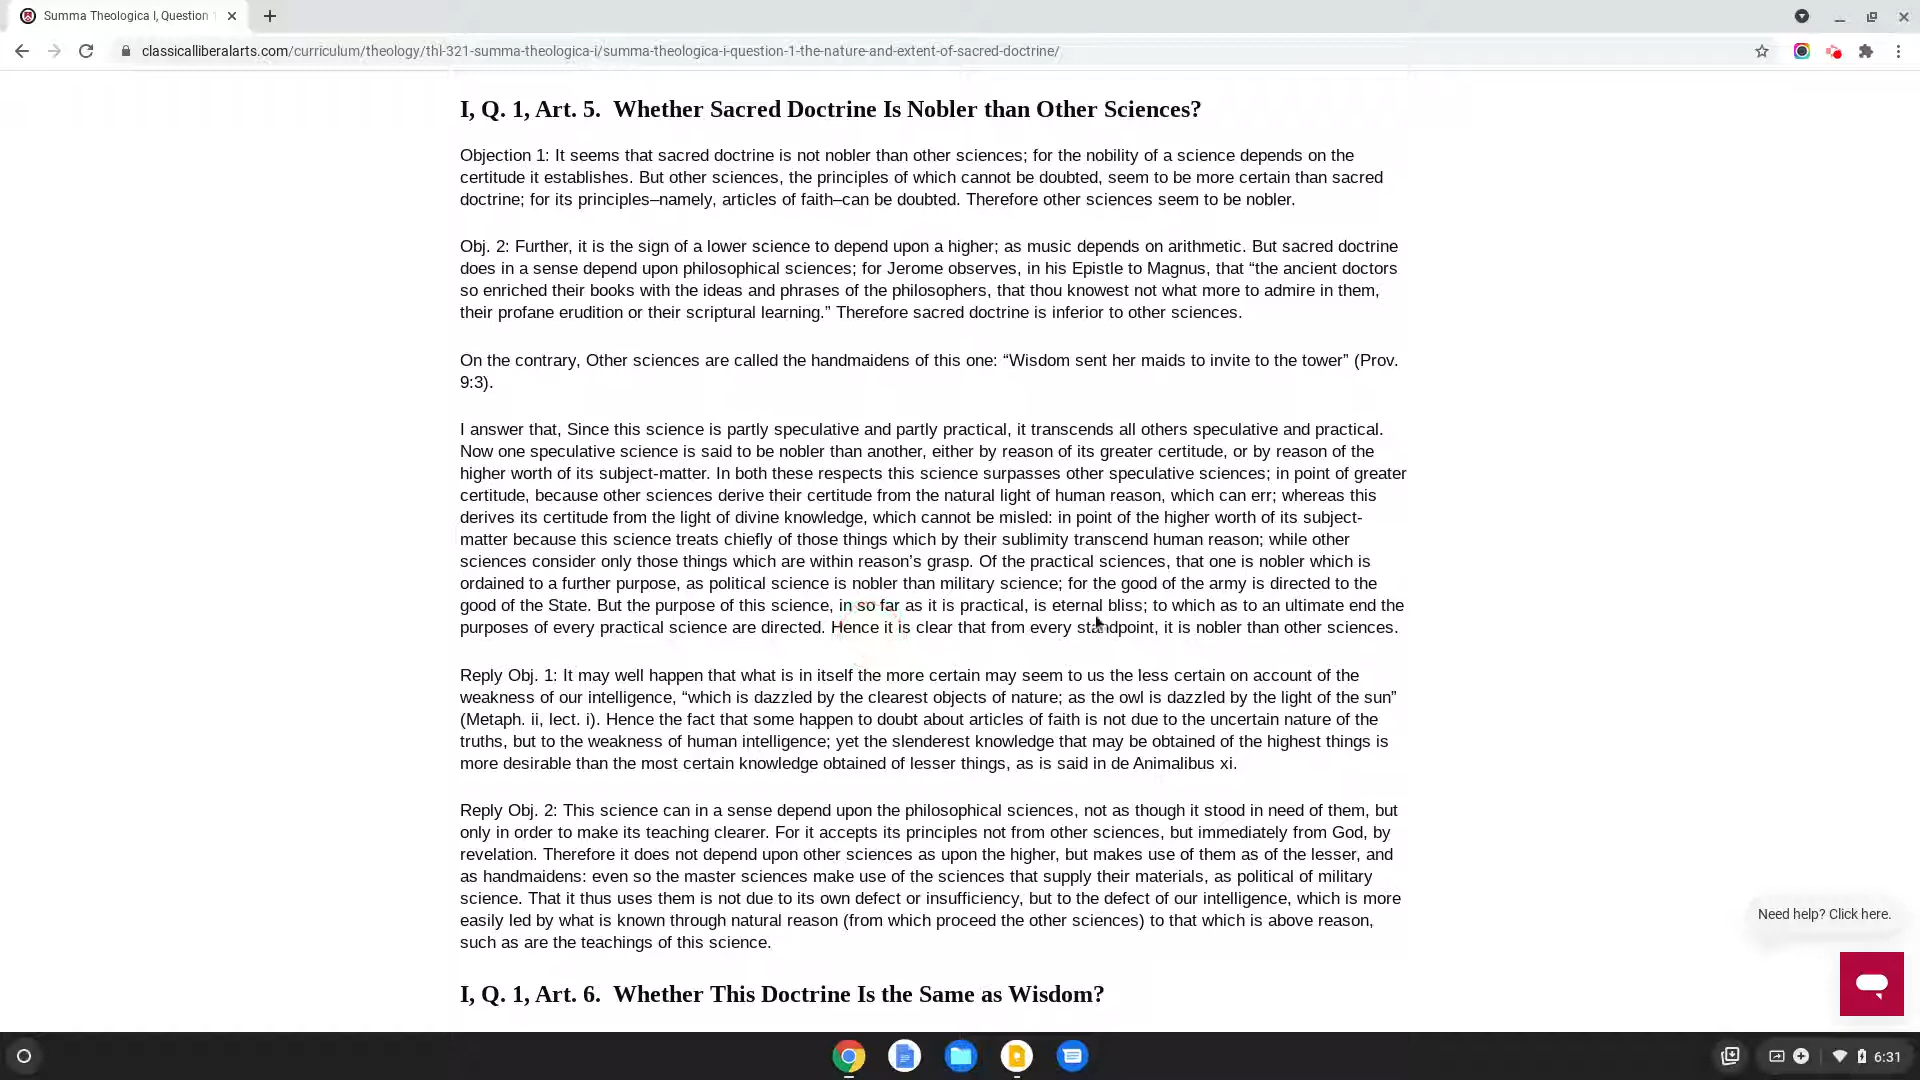 Summa Theologica I, Question 1
classicalliberalarts.com/curriculum/theology/thl-321-summa-theologica-i/summa-theologica-i-question-1-the-nature-and-extent-of-sacred-doctrine/
I, Q. 1, Art. 5.  Whether Sacred Doctrine Is Nobler than Other Sciences?
Objection 1: It seems that sacred doctrine is not nobler than other sciences; for the nobility of a science depends on the
certitude it establishes. But other sciences, the principles of which cannot be doubted, seem to be more certain than sacred
doctrine; for its principles–namely, articles of faith–can be doubted. Therefore other sciences seem to be nobler.
Obj. 2: Further, it is the sign of a lower science to depend upon a higher; as music depends on arithmetic. But sacred doctrine
does in a sense depend upon philosophical sciences; for Jerome observes, in his Epistle to Magnus, that “the ancient doctors
so enriched their books with the ideas and phrases of the philosophers, that thou knowest not what more to admire in them,
their profane erudition or their scriptural learning.” Therefore sacred doctrine is inferior to other sciences.
On the contrary, Other sciences are called the handmaidens of this one: “Wisdom sent her maids to invite to the tower” (Prov.
9:3).
I answer that, Since this science is partly speculative and partly practical, it transcends all others speculative and practical.
Now one speculative science is said to be nobler than another, either by reason of its greater certitude, or by reason of the
higher worth of its subject-matter. In both these respects this science surpasses other speculative sciences; in point of greater
certitude, because other sciences derive their certitude from the natural light of human reason, which can err; whereas this
derives its certitude from the light of divine knowledge, which cannot be misled: in point of the higher worth of its subject-
matter because this science treats chiefly of those things which by their sublimity transcend human reason; while other
sciences consider only those things which are within reason’s grasp. Of the practical sciences, that one is nobler which is
ordained to a further purpose, as political science is nobler than military science; for the good of the army is directed to the
good of the State. But the purpose of this science, in so far as it is practical, is eternal bliss; to which as to an ultimate end the
purposes of every practical science are directed. Hence it is clear that from every standpoint, it is nobler than other sciences.
Reply Obj. 1: It may well happen that what is in itself the more certain may seem to us the less certain on account of the
weakness of our intelligence, “which is dazzled by the clearest objects of nature; as the owl is dazzled by the light of the sun”
(Metaph. ii, lect. i). Hence the fact that some happen to doubt about articles of faith is not due to the uncertain nature of the
truths, but to the weakness of human intelligence; yet the slenderest knowledge that may be obtained of the highest things is
more desirable than the most certain knowledge obtained of lesser things, as is said in de Animalibus xi.
Reply Obj. 2: This science can in a sense depend upon the philosophical sciences, not as though it stood in need of them, but
only in order to make its teaching clearer. For it accepts its principles not from other sciences, but immediately from God, by
revelation. Therefore it does not depend upon other sciences as upon the higher, but makes use of them as of the lesser, and
as handmaidens: even so the master sciences make use of the sciences that supply their materials, as political of military
science. That it thus uses them is not due to its own defect or insufficiency, but to the defect of our intelligence, which is more
easily led by what is known through natural reason (from which proceed the other sciences) to that which is above reason,
such as are the teachings of this science.
Need help? Click here.
I, Q. 1, Art. 6.  Whether This Doctrine Is the Same as Wisdom?
6:31